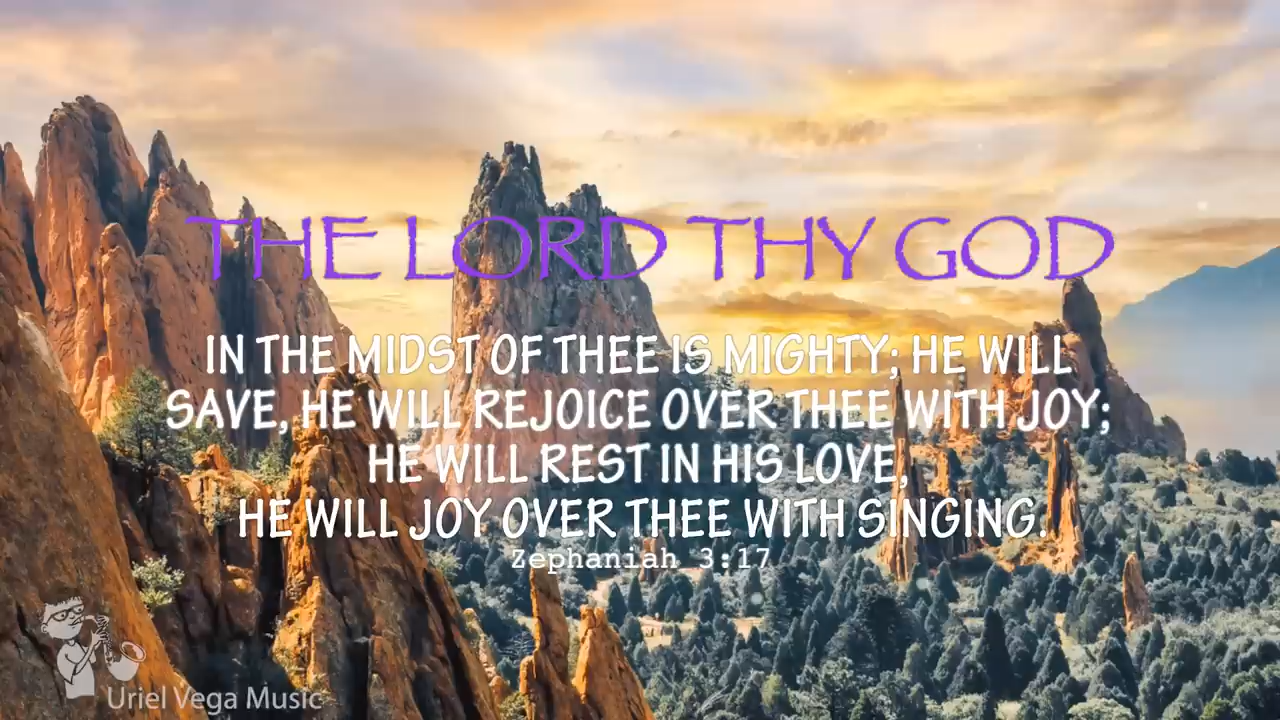 THE LORD THY GOD
IN THE MIDST OF THEE IS MIGHTY; HE WILL
SAVE, HE WILL REJOICE OVER THEE WITH JOY;
HE WILL REST IN HIS LOVE,
HE WILL JOY OVER THEE WITH SINGING.
Zephaniah 3:17
Uriel Vega Music